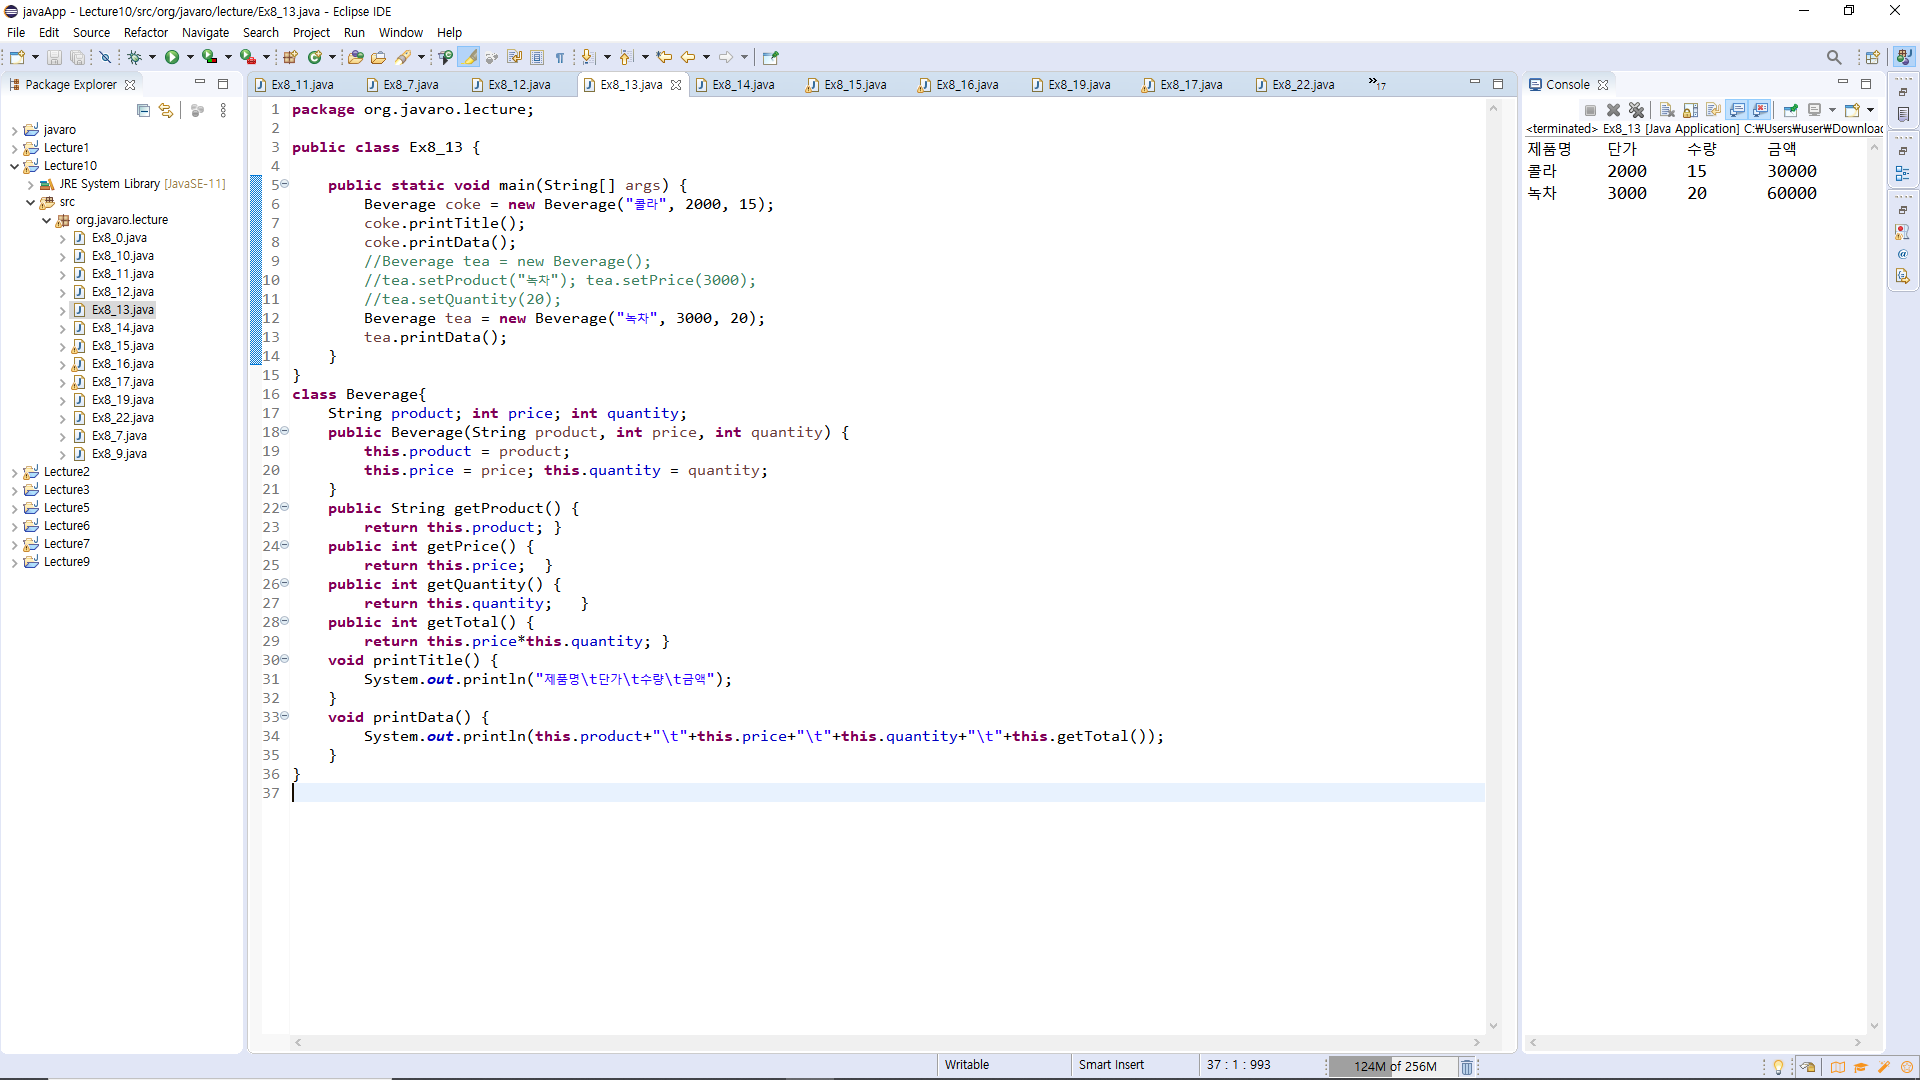 javaApp - Lecture10/src/org/javaro/lecture/Ex8_13.java - Eclipse IDE
File Edit Source Refactor Navigate Search Project Run Window Help
Package Explorer
javaro
Lecture1
Lecture10
JRE System Library [JavaSE-11]
src
org.javaro.lecture
Ex8_0.java
Ex8_10.java
Ex8_11.java
Ex8_12.java
Ex8_13.java
Ex8_14.java
Ex8_15.java
Ex8_16.java
Ex8_17.java
Ex8_19.java
Ex8_22.java
Ex8_7.java
Ex8_9.java
Lecture2
Lecture3
Lecture5
Lecture6
Lecture7
Lecture9
Ex8_11.java Ex8_7.java Ex8_12.java Ex8_13.java Ex8_14.java Ex8_15.java Ex8_16.java Ex8_19.java Ex8_17.java Ex8_22.java »17
1 package org.javaro.lecture;
2
3 public class Ex8_13 {
4
5 public static void main(String[] args) {
6 Beverage coke = new Beverage("콜라", 2000, 15);
7 coke.printTitle();
8 coke.printData();
9 //Beverage tea = new Beverage();
10 //tea.setProduct("녹차"); tea.setPrice(3000);
11 //tea.setQuantity(20);
12 Beverage tea = new Beverage("녹차", 3000, 20);
13 tea.printData();
14 }
15 }
16 class Beverage{
17 String product; int price; int quantity;
18 public Beverage(String product, int price, int quantity) {
19 this.product = product;
20 this.price = price; this.quantity = quantity;
21 }
22 public String getProduct() {
23 return this.product; }
24 public int getPrice() {
25 return this.price; }
26 public int getQuantity() {
27 return this.quantity; }
28 public int getTotal() {
29 return this.price*this.quantity; }
30 void printTitle() {
31 System.out.println("제품명\t단가\t수량\t금액");
32 }
33 void printData() {
34 System.out.println(this.product+"\t"+this.price+"\t"+this.quantity+"\t"+this.getTotal());
35 }
36 }
37
Console
<terminated> Ex8_13 [Java Application] C:₩Users₩user₩Downloa
제품명 단가 수량 금액
콜라 2000 15 30000
녹차 3000 20 60000
Writable Smart Insert 37 : 1 : 993 124M of 256M